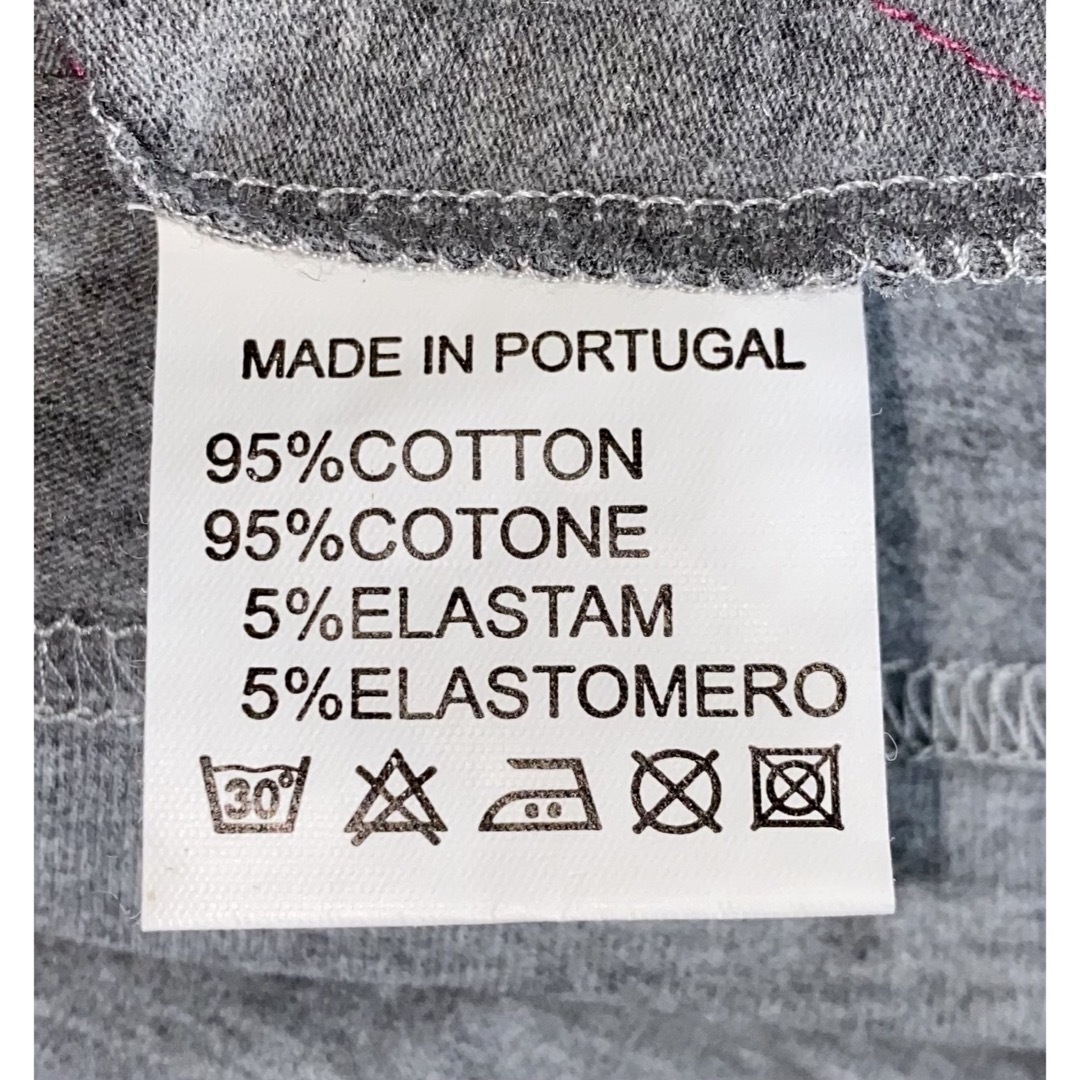 MADE IN PORTUGAL
95%COTTON
95%COTONE
5%ELASTAM
5%ELASTOMERO
30°